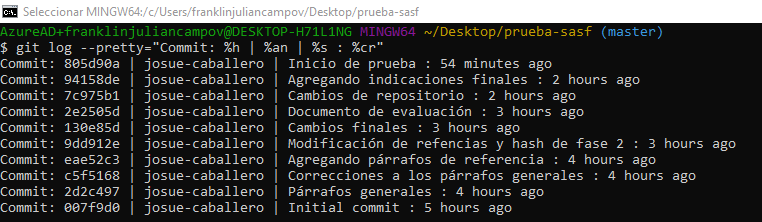 Seleccionar MINGW64:/c/Users/franklinjuliancampov/Desktop/prueba-sasf
AzureAD+franklinjuliancampov@DESKTOP-H71L1NG MINGW64 ~/Desktop/prueba-sasf (master)
$ git log --pretty="Commit: %h | %an | %s : %cr"
Commit: 805d90a | josue-caballero | Inicio de prueba : 54 minutes ago
Commit: 94158de | josue-caballero | Agregando indicaciones finales : 2 hours ago
Commit: 7c975b1 | josue-caballero | Cambios de repositorio : 2 hours ago
Commit: 2e2505d | josue-caballero | Documento de evaluación : 3 hours ago
Commit: 130e85d | josue-caballero | Cambios finales : 3 hours ago
Commit: 9dd912e | josue-caballero | Modificación de refencias y hash de fase 2 : 3 hours ago
Commit: eae52c3 | josue-caballero | Agregando párrafos de referencia : 4 hours ago
Commit: c5f5168 | josue-caballero | Correcciones a los párrafos generales : 4 hours ago
Commit: 2d2c497 | josue-caballero | Párrafos generales : 4 hours ago
Commit: 007f9d0 | josue-caballero | Initial commit : 5 hours ago